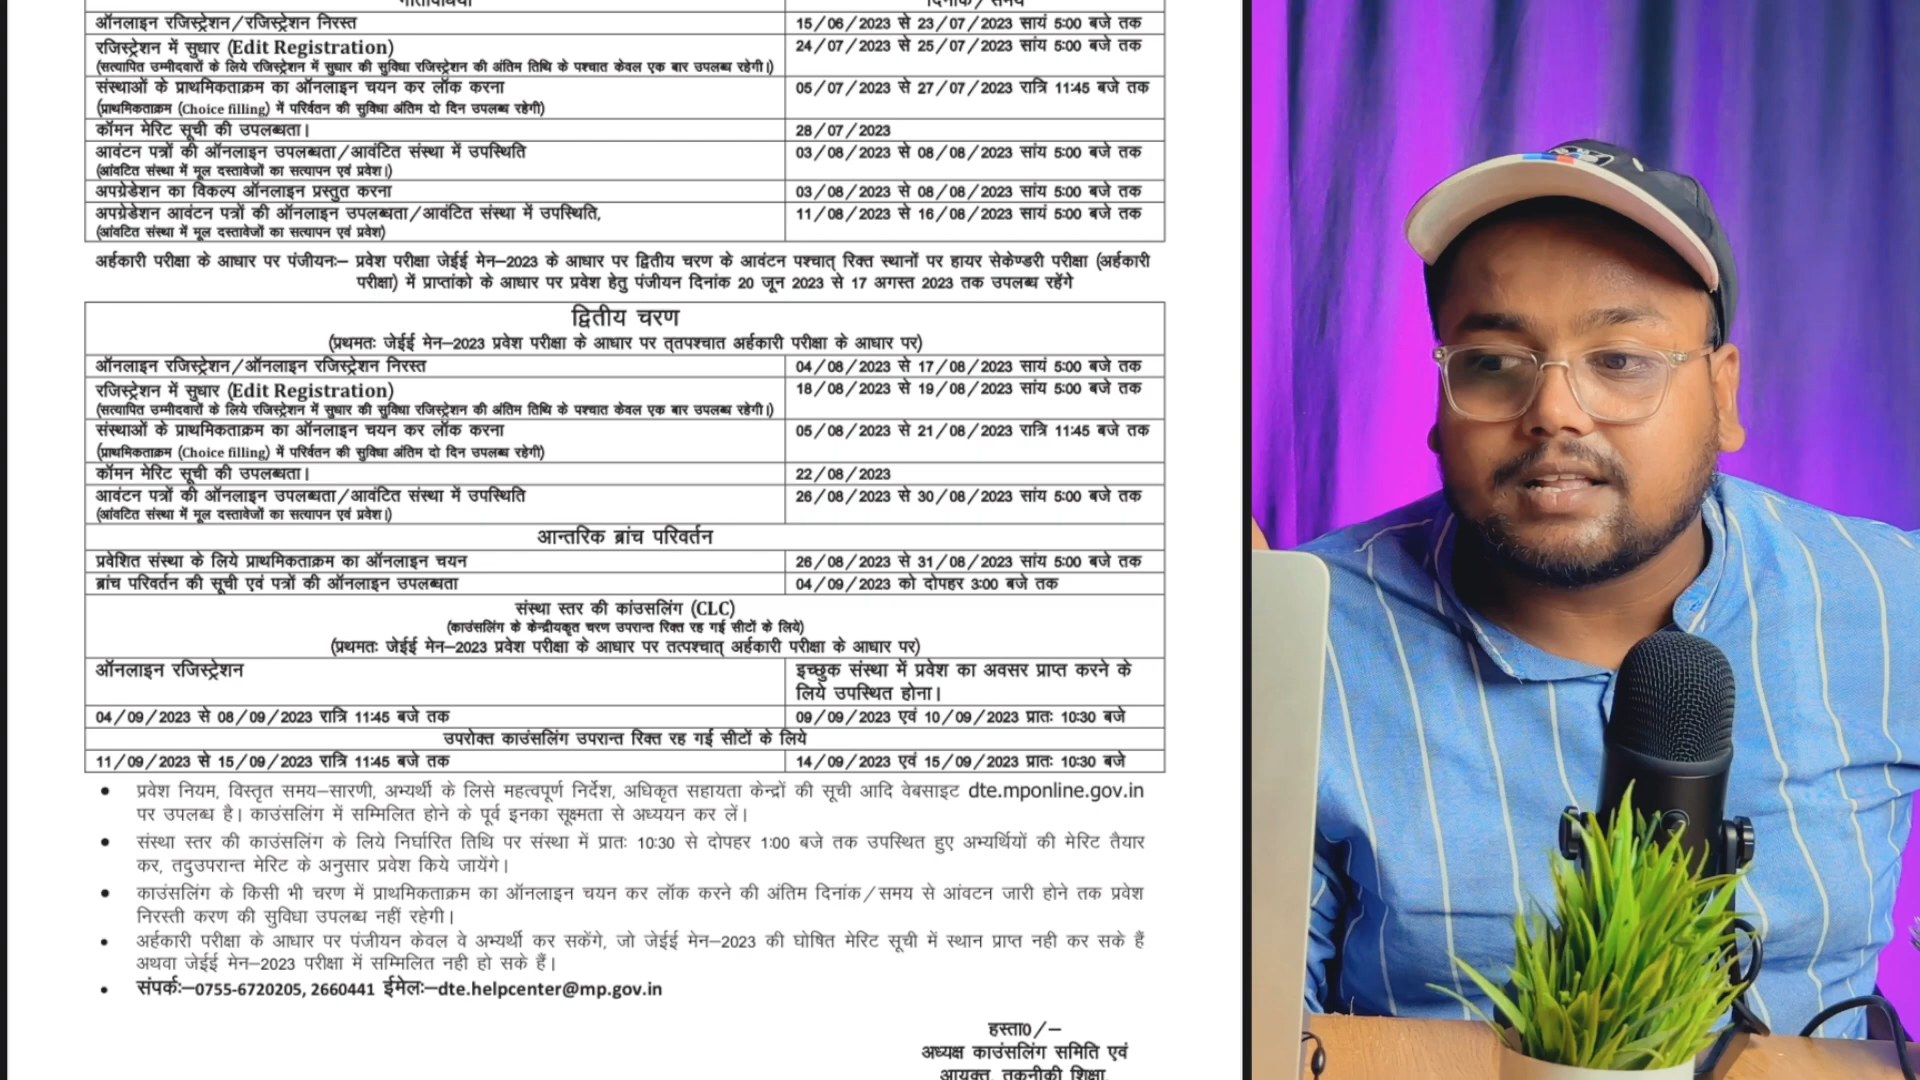 गतिविधियां दिनांक/समय
ऑनलाइन रजिस्ट्रेशन/रजिस्ट्रेशन निरस्त 15/06/2023 से 23/07/2023 सायं 5:00 बजे तक
रजिस्ट्रेशन में सुधार (Edit Registration) 24/07/2023 से 25/07/2023 सांय 5:00 बजे तक
(सत्यापित उम्मीदवारों के लिये रजिस्ट्रेशन में सुधार की सुविधा रजिस्ट्रेशन की अंतिम तिथि के पश्चात केवल एक बार उपलब्ध रहेगी।)
संस्थाओं के प्राथमिकताक्रम का ऑनलाइन चयन कर लॉक करना 05/07/2023 से 27/07/2023 रात्रि 11:45 बजे तक
(प्राथमिकताक्रम (Choice filling) में परिर्वतन की सुविधा अंतिम दो दिन उपलब्ध रहेगी)
कॉमन मेरिट सूची की उपलब्धता। 28/07/2023
आवंटन पत्रों की ऑनलाइन उपलब्धता/आवंटित संस्था में उपस्थिति 03/08/2023 से 08/08/2023 सांय 5:00 बजे तक
(आंवटित संस्था में मूल दस्तावेजों का सत्यापन एवं प्रवेश।)
अपग्रेडेशन का विकल्प ऑनलाइन प्रस्तुत करना 03/08/2023 से 08/08/2023 सांय 5:00 बजे तक
अपग्रेडेशन आवंटन पत्रों की ऑनलाइन उपलब्धता/आवंटित संस्था में उपस्थिति, 11/08/2023 से 16/08/2023 सायं 5:00 बजे तक
(आंवटित संस्था में मूल दस्तावेजों का सत्यापन एवं प्रवेश)
अर्हकारी परीक्षा के आधार पर पंजीयनः– प्रवेश परीक्षा जेईई मेन–2023 के आधार पर द्वितीय चरण के आवंटन पश्चात् रिक्त स्थानों पर हायर सेकेण्डरी परीक्षा (अर्हकारी
परीक्षा) में प्राप्तांको के आधार पर प्रवेश हेतु पंजीयन दिनांक 20 जून 2023 से 17 अगस्त 2023 तक उपलब्ध रहेंगे
द्वितीय चरण
(प्रथमतः जेईई मेन–2023 प्रवेश परीक्षा के आधार पर त्तपश्चात अर्हकारी परीक्षा के आधार पर)
ऑनलाइन रजिस्ट्रेशन/ऑनलाइन रजिस्ट्रेशन निरस्त 04/08/2023 से 17/08/2023 सायं 5:00 बजे तक
रजिस्ट्रेशन में सुधार (Edit Registration) 18/08/2023 से 19/08/2023 सांय 5:00 बजे तक
(सत्यापित उम्मीदवारों के लिये रजिस्ट्रेशन में सुधार की सुविधा रजिस्ट्रेशन की अंतिम तिथि के पश्चात केवल एक बार उपलब्ध रहेगी।)
संस्थाओं के प्राथमिकताक्रम का ऑनलाइन चयन कर लॉक करना 05/08/2023 से 21/08/2023 रात्रि 11:45 बजे तक
(प्राथमिकताक्रम (Choice filling) में परिर्वतन की सुविधा अंतिम दो दिन उपलब्ध रहेगी)
कॉमन मेरिट सूची की उपलब्धता। 22/08/2023
आवंटन पत्रों की ऑनलाइन उपलब्धता/आवंटित संस्था में उपस्थिति 26/08/2023 से 30/08/2023 सांय 5:00 बजे तक
(आंवटित संस्था में मूल दस्तावेजों का सत्यापन एवं प्रवेश।)
आन्तरिक ब्रांच परिवर्तन
प्रवेशित संस्था के लिये प्राथमिकताक्रम का ऑनलाइन चयन 26/08/2023 से 31/08/2023 सांय 5:00 बजे तक
ब्रांच परिवर्तन की सूची एवं पत्रों की ऑनलाइन उपलब्धता 04/09/2023 को दोपहर 3:00 बजे तक
संस्था स्तर की कांउसलिंग (CLC)
(काउंसलिंग के केन्द्रीयकृत चरण उपरान्त रिक्त रह गई सीटों के लिये)
(प्रथमतः जेईई मेन–2023 प्रवेश परीक्षा के आधार पर तत्पश्चात् अर्हकारी परीक्षा के आधार पर)
ऑनलाइन रजिस्ट्रेशन इच्छुक संस्था में प्रवेश का अवसर प्राप्त करने के
लिये उपस्थित होना।
04/09/2023 से 08/09/2023 रात्रि 11:45 बजे तक 09/09/2023 एवं 10/09/2023 प्रातः 10:30 बजे
उपरोक्त काउंसलिंग उपरान्त रिक्त रह गई सीटों के लिये
11/09/2023 से 15/09/2023 रात्रि 11:45 बजे तक 14/09/2023 एवं 15/09/2023 प्रातः 10:30 बजे
• प्रवेश नियम, विस्तृत समय–सारणी, अभ्यर्थी के लिसे महत्वपूर्ण निर्देश, अधिकृत सहायता केन्द्रों की सूची आदि वेबसाइट dte.mponline.gov.in
पर उपलब्ध है। काउंसलिंग में सम्मिलित होने के पूर्व इनका सूक्ष्मता से अध्ययन कर लें।
• संस्था स्तर की काउंसलिंग के लिये निर्धारित तिथि पर संस्था में प्रातः 10:30 से दोपहर 1:00 बजे तक उपस्थित हुए अभ्यर्थियों की मेरिट तैयार
कर, तदुउपरान्त मेरिट के अनुसार प्रवेश किये जायेंगे।
• काउंसलिंग के किसी भी चरण में प्राथमिकताक्रम का ऑनलाइन चयन कर लॉक करने की अंतिम दिनांक/समय से आंवटन जारी होने तक प्रवेश
निरस्ती करण की सुविधा उपलब्ध नहीं रहेगी।
• अर्हकारी परीक्षा के आधार पर पंजीयन केवल वे अभ्यर्थी कर सकेंगे, जो जेईई मेन–2023 की घोषित मेरिट सूची में स्थान प्राप्त नही कर सके हैं
अथवा जेईई मेन–2023 परीक्षा में सम्मिलित नही हो सके हैं।
• संपर्कः–0755-6720205, 2660441 ईमेलः–dte.helpcenter@mp.gov.in
हस्ता0/–
अध्यक्ष काउंसलिंग समिति एवं
आयुक्त, तकनीकी शिक्षा,